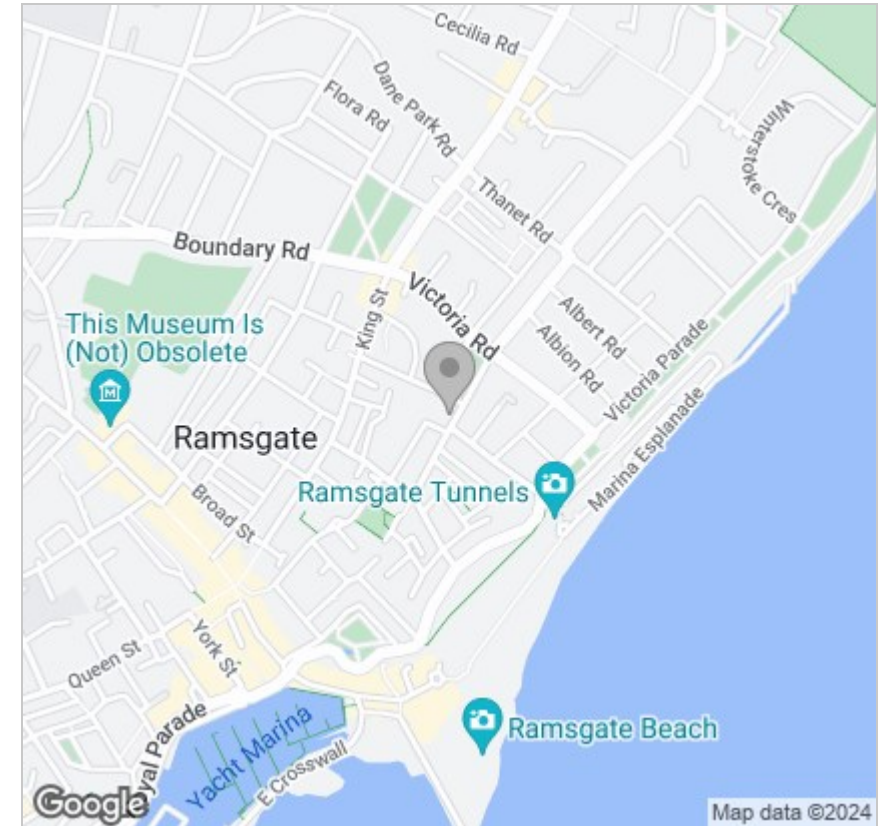 Cecilia Rd
Dane Park Rd
Flora Rd
Winterstoke Cres
Thanet Rd
Boundary Rd
Victoria Rd
King St
Albert Rd
Albion Rd
This Museum Is
(Not) Obsolete
Victoria Parade
Marina Esplanade
Ramsgate
Ramsgate Tunnels
Broad St
Queen St
York St
Royal Parade
Yacht Marina
E Crosswall
Ramsgate Beach
Google
Map data ©2024